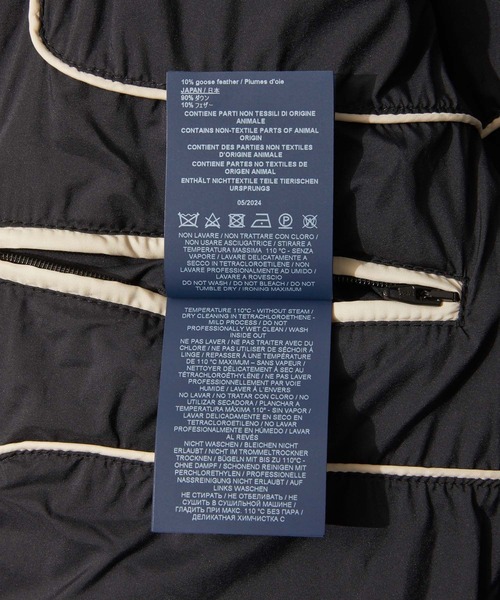 10% goose feather / Plumes d'oie
JAPAN / 日本
90% ダウン
10% フェザー
CONTIENE PARTI NON TESSILI DI ORIGINE
ANIMALE
CONTAINS NON-TEXTILE PARTS OF ANIMAL
ORIGIN
CONTIENT DES PARTIES NON TEXTILES
D'ORIGINE ANIMALE
CONTIENE PARTES NO TEXTILES DE
ORIGEN ANIMAL
ENTHÄLT NICHTTEXTILE TEILE TIERISCHEN
URSPRUNGS
05/2024
NON LAVARE / NON TRATTARE CON CLORO /
NON USARE ASCIUGATRICE / STIRARE A
TEMPERATURA MASSIMA 110 °C - SENZA
VAPORE / LAVARE DELICATAMENTE A
SECCO IN TETRACLOROETILENE / NON
LAVARE PROFESSIONALMENTE AD UMIDO /
LAVARE A ROVESCIO
DO NOT WASH / DO NOT BLEACH / DO NOT
TUMBLE DRY / IRONING MAXIMUM
TEMPERATURE 110°C - WITHOUT STEAM /
DRY CLEANING IN TETRACHLOROETHENE -
MILD PROCESS / DO NOT
PROFESSIONALLY WET CLEAN / WASH
INSIDE OUT
NE PAS LAVER / NE PAS TRAITER AVEC DU
CHLORE / NE PAS UTILISER DE SÉCHOIR À
LINGE / REPASSER À UNE TEMPÉRATURE
DE 110 °C MAXIMUM – SANS VAPEUR /
NETTOYER DÉLICATEMENT À SEC AU
TÉTRACHLOROÉTHYLÈNE / NE PAS LAVER
PROFESSIONNELLEMENT PAR VOIE
HUMIDE / LAVER À L'ENVERS
NO LAVAR / NO TRATAR CON CLORO / NO
UTILIZAR SECADORA / PLANCHAR A
TEMPERATURA MÁXIMA 110° - SIN VAPOR /
LAVAR DELICADAMENTE EN SECO EN
TETRACLOROETILENO / NO LAVAR
PROFESIONALMENTE EN HÚMEDO / LAVAR
AL REVÉS
NICHT WASCHEN / BLEICHEN NICHT
ERLAUBT / NICHT IM TROMMELTROCKNER
TROCKNEN / BÜGELN MIT BIS ZU 110°C -
OHNE DAMPF / SCHONEND REINIGEN MIT
PERCHLORETHYLEN / PROFESSIONELLE
NASSREINIGUNG NICHT ERLAUBT / AUF
LINKS WASCHEN
НЕ СТИРАТЬ / НЕ ОТБЕЛИВАТЬ / НЕ
СУШИТЬ В СУШИЛЬНОЙ МАШИНЕ /
ГЛАДИТЬ ПРИ МАКС. 110 °C БЕЗ ПАРА /
ДЕЛИКАТНАЯ ХИМЧИСТКА С